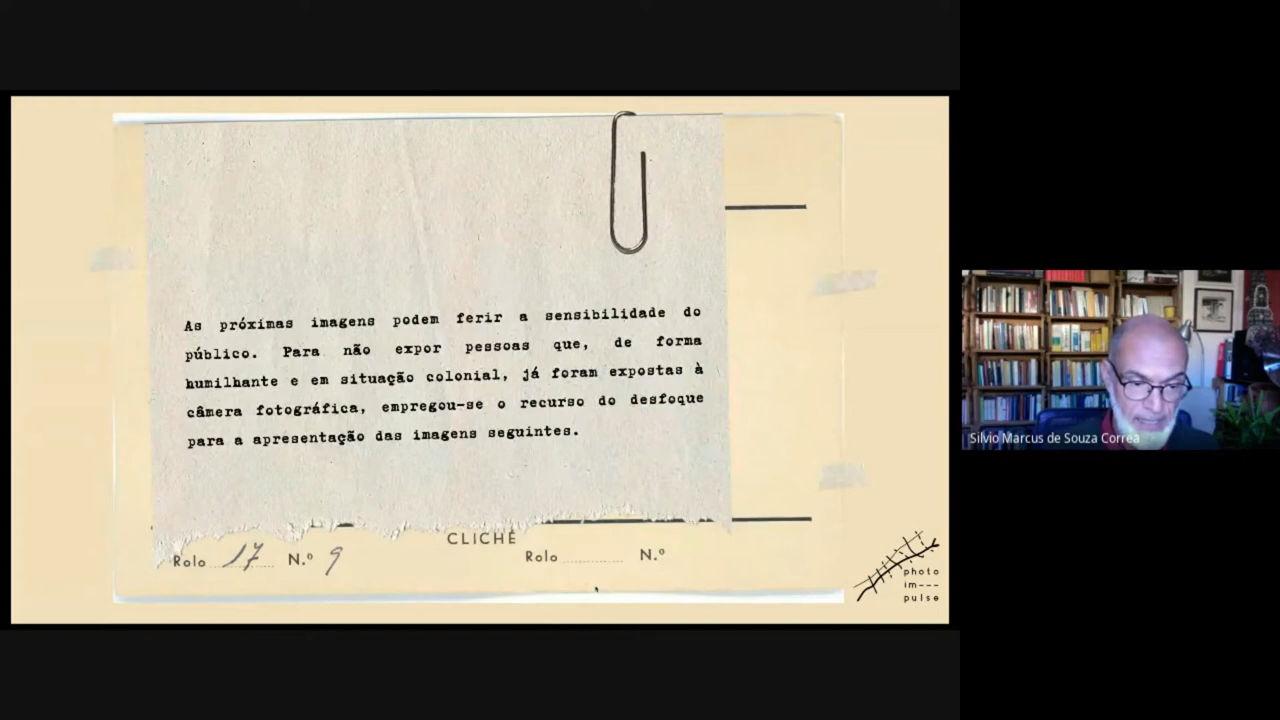 As próximas imagens podem ferir a sensibilidade do
público. Para não expor pessoas que, de forma
humilhante e em situação colonial, já foram expostas à
câmera fotográfica, empregou-se o recurso do desfoque
para a apresentação das imagens seguintes.
CLICHÉ
Rolo 17 N.º 9
Rolo N.º
photo
im---
pulse
Silvio Marcus de Souza Correa